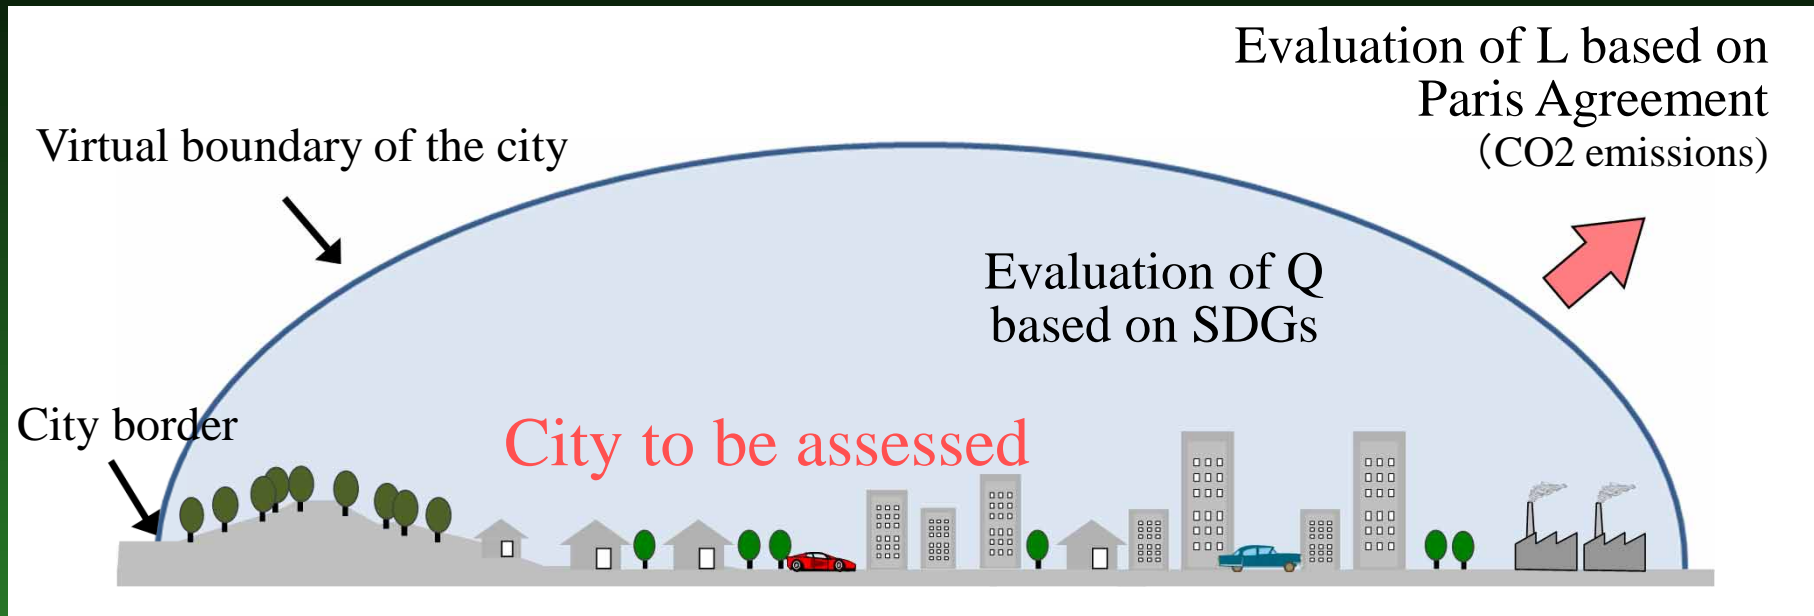 Evaluation of L based on
Paris Agreement
（CO2 emissions)
Virtual boundary of the city
Evaluation of Q
based on SDGs
City border
City to be assessed